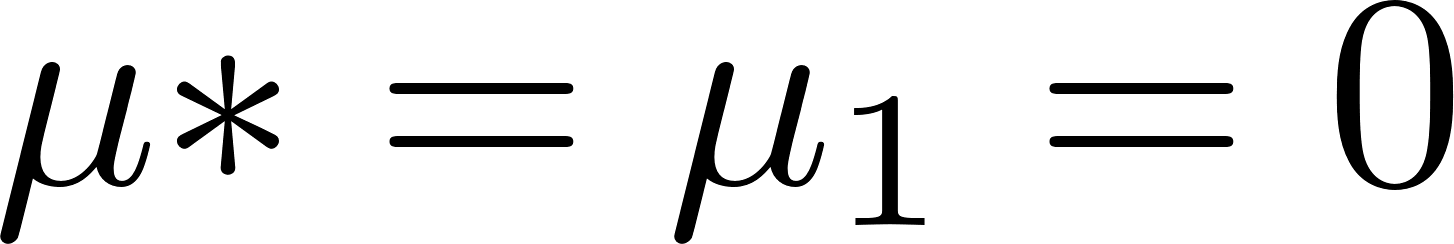 μ* = μ₁ = 0